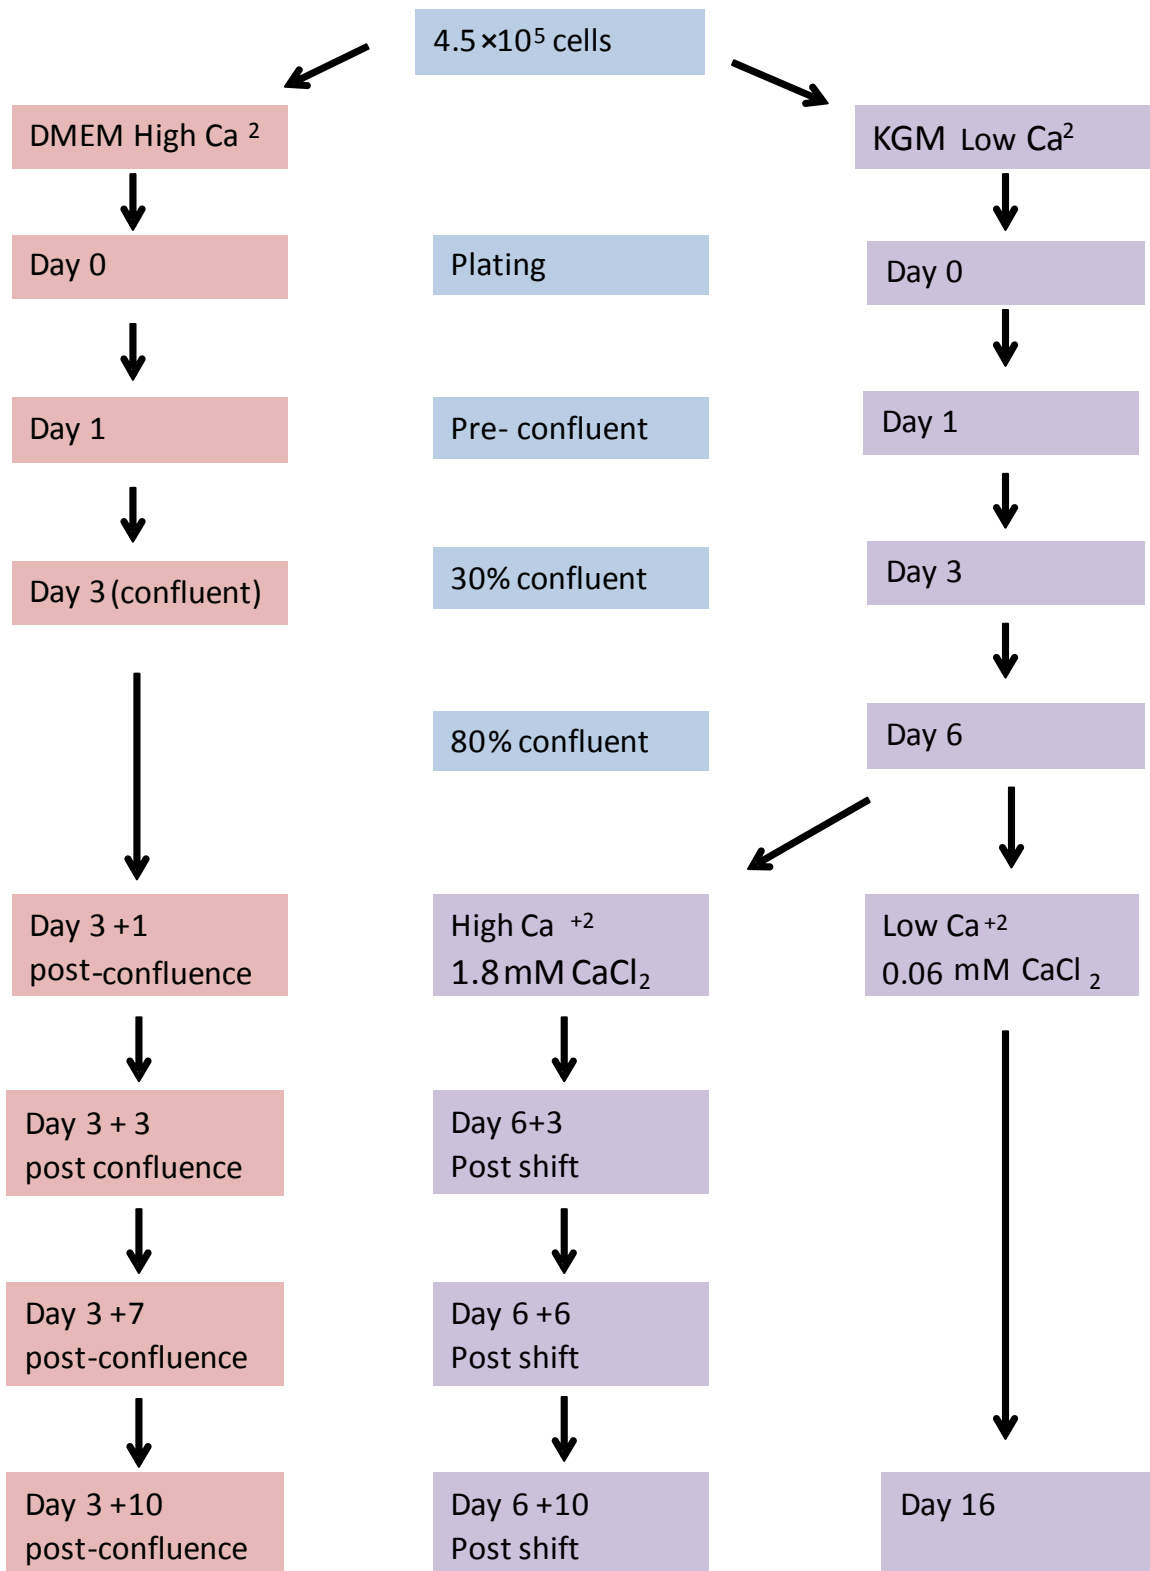 4.5×10⁵ cells
DMEM High Ca ²
KGM Low Ca²
Day 0
Plating
Day 0
Day 1
Pre- confluent
Day 1
Day 3 (confluent)
30% confluent
Day 3
80% confluent
Day 6
Day 3 +1
post-confluence
High Ca ⁺²
1.8 mM CaCl₂
Low Ca⁺²
0.06 mM CaCl ₂
Day 3 + 3
post confluence
Day 6+3
Post shift
Day 3 +7
post-confluence
Day 6 +6
Post shift
Day 3 +10
post-confluence
Day 6 +10
Post shift
Day 16